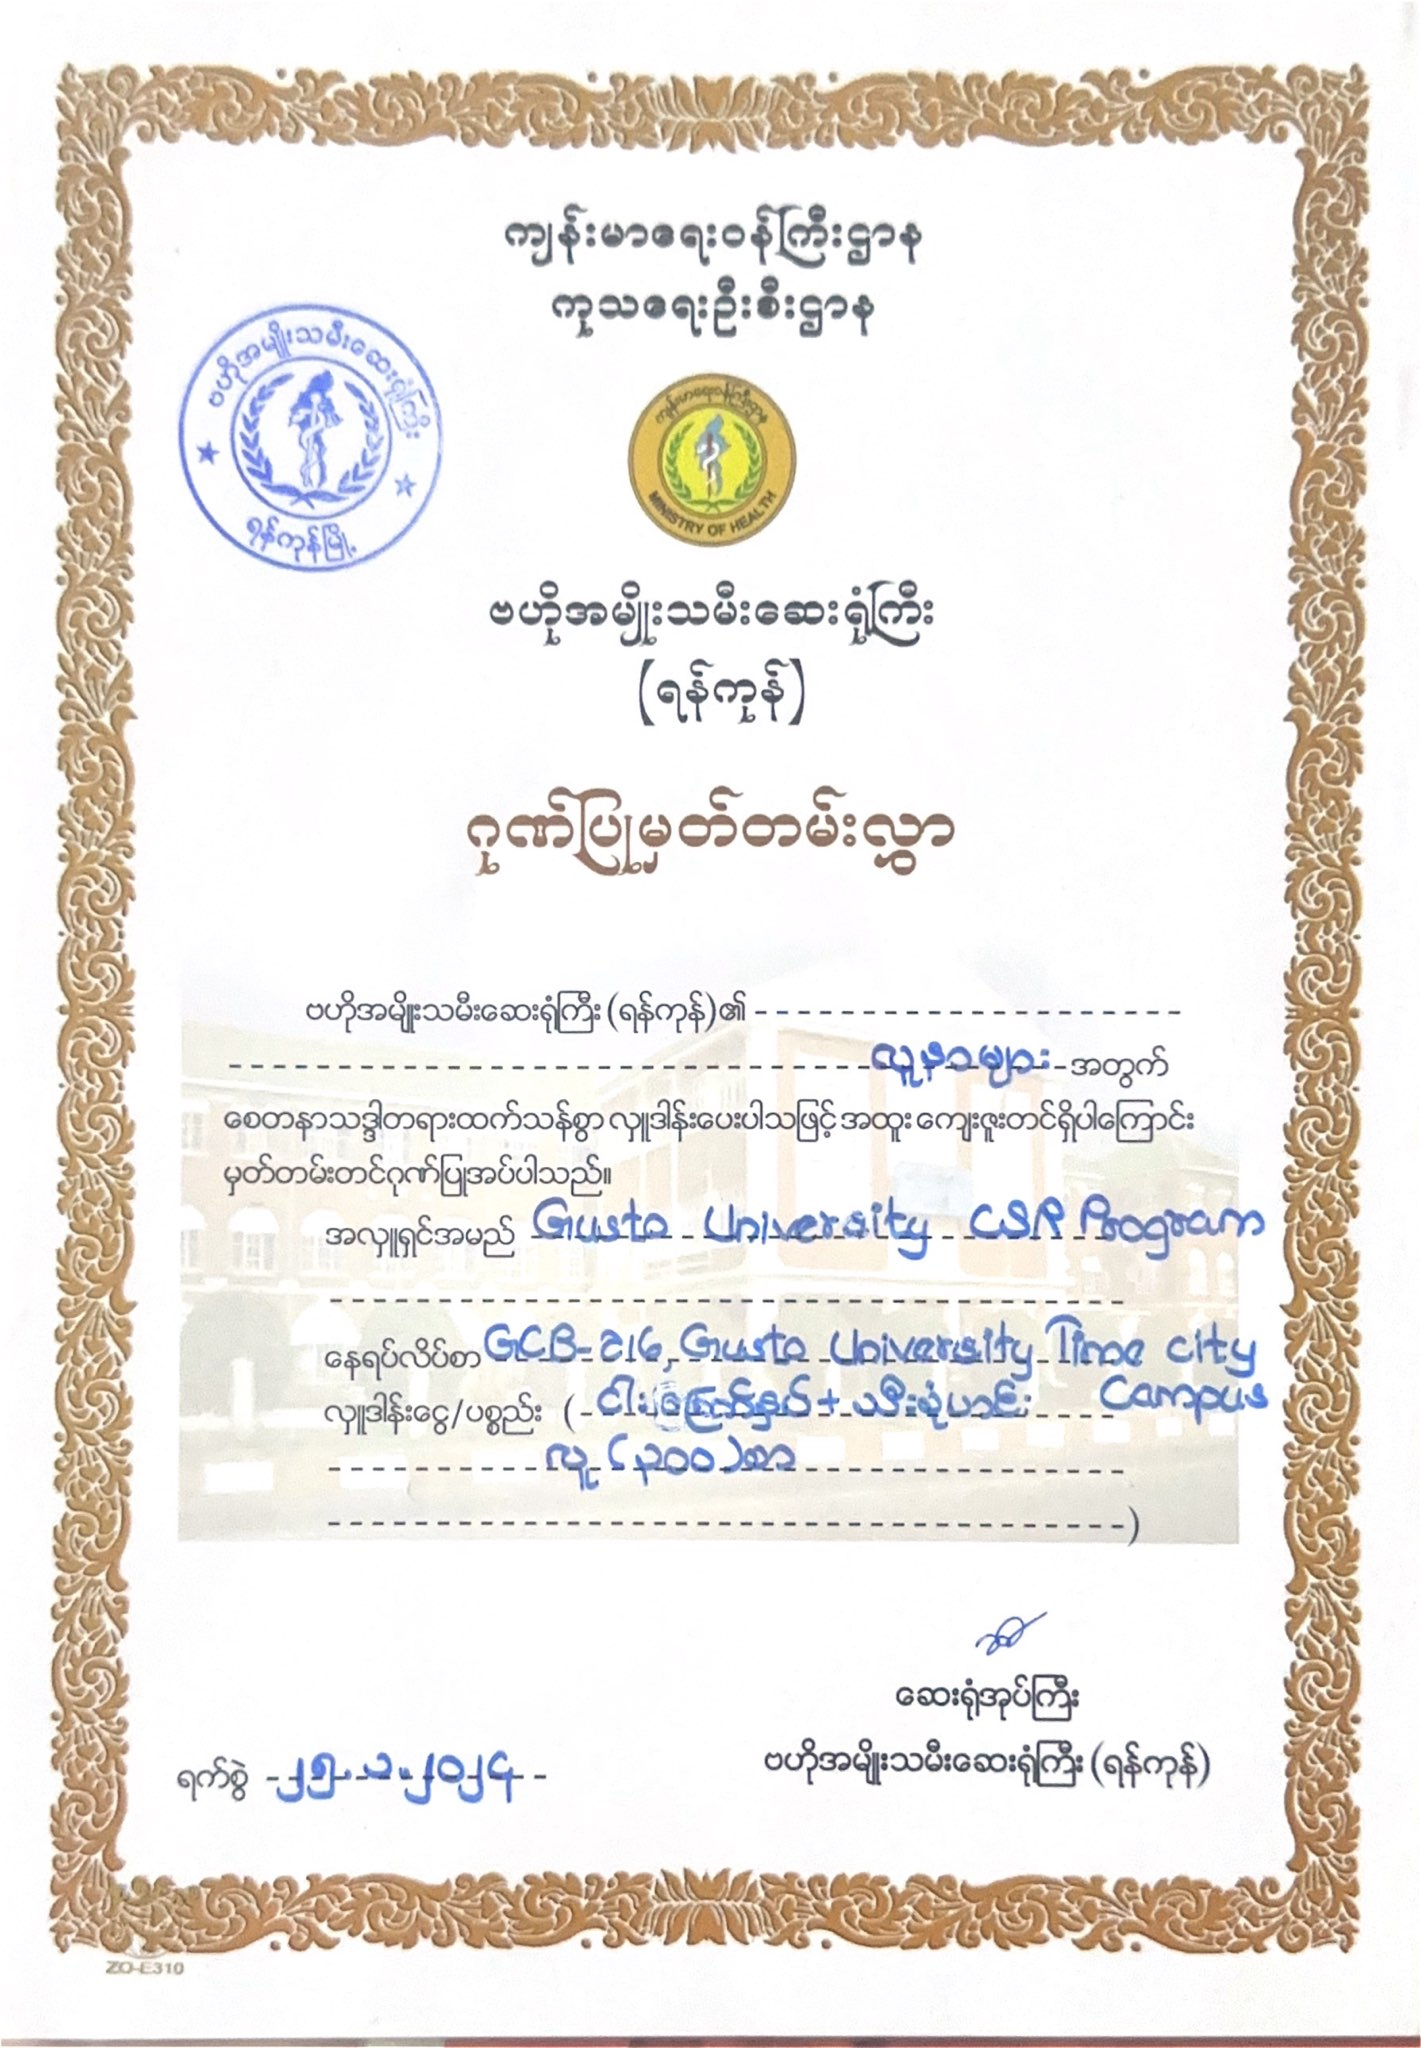 ကျန်းမာရေးဝန်ကြီးဌာန
ကုသရေးဦးစီးဌာန
ဗဟိုအမျိုးသမီးဆေးရုံကြီး
ရန်ကုန်မြို့
ကျန်းမာရေးဝန်ကြီးဌာန
MINISTRY OF HEALTH
ဗဟိုအမျိုးသမီးဆေးရုံကြီး
(ရန်ကုန်)
ဂုဏ်ပြုမှတ်တမ်းလွှာ
ဗဟိုအမျိုးသမီးဆေးရုံကြီး (ရန်ကုန်)၏
လူနာများ အတွက်
စေတနာသဒ္ဒါတရားထက်သန်စွာ လှူဒါန်းပေးပါသဖြင့် အထူး ကျေးဇူးတင်ရှိပါကြောင်း
မှတ်တမ်းတင်ဂုဏ်ပြုအပ်ပါသည်။
အလှူရှင်အမည် Gusto University CSR Program
နေရပ်လိပ်စာ GCB-216, Gusto University Time City
Campus
လှူဒါန်းငွေ/ပစ္စည်း ( ငါးကြော်နှပ် + သီးစုံဟင်း
လူ (၃၀၀) စာ
)
ဆေးရုံအုပ်ကြီး
ဗဟိုအမျိုးသမီးဆေးရုံကြီး (ရန်ကုန်)
ရက်စွဲ ၂၅.၁.၂၀၂၄
ZO-E310